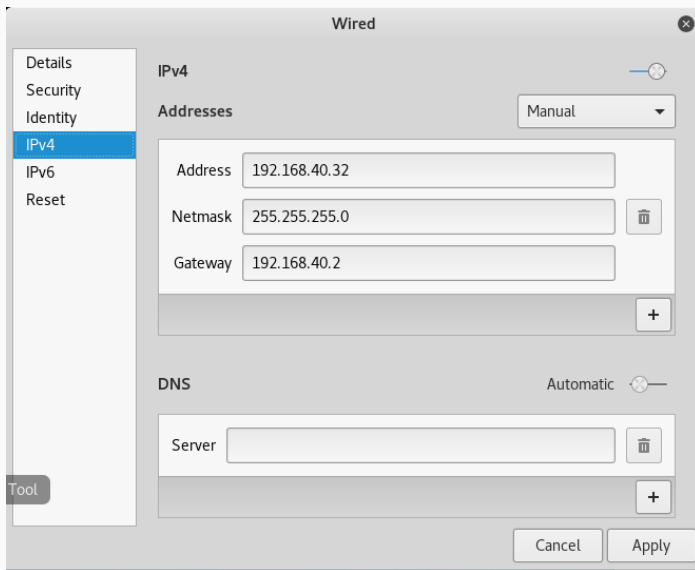 Wired
Details
Security
Identity
IPv4
IPv6
Reset
IPv4
Addresses Manual
Address 192.168.40.32
Netmask 255.255.255.0
Gateway 192.168.40.2
+
DNS Automatic
Server
+
Tool
Cancel Apply